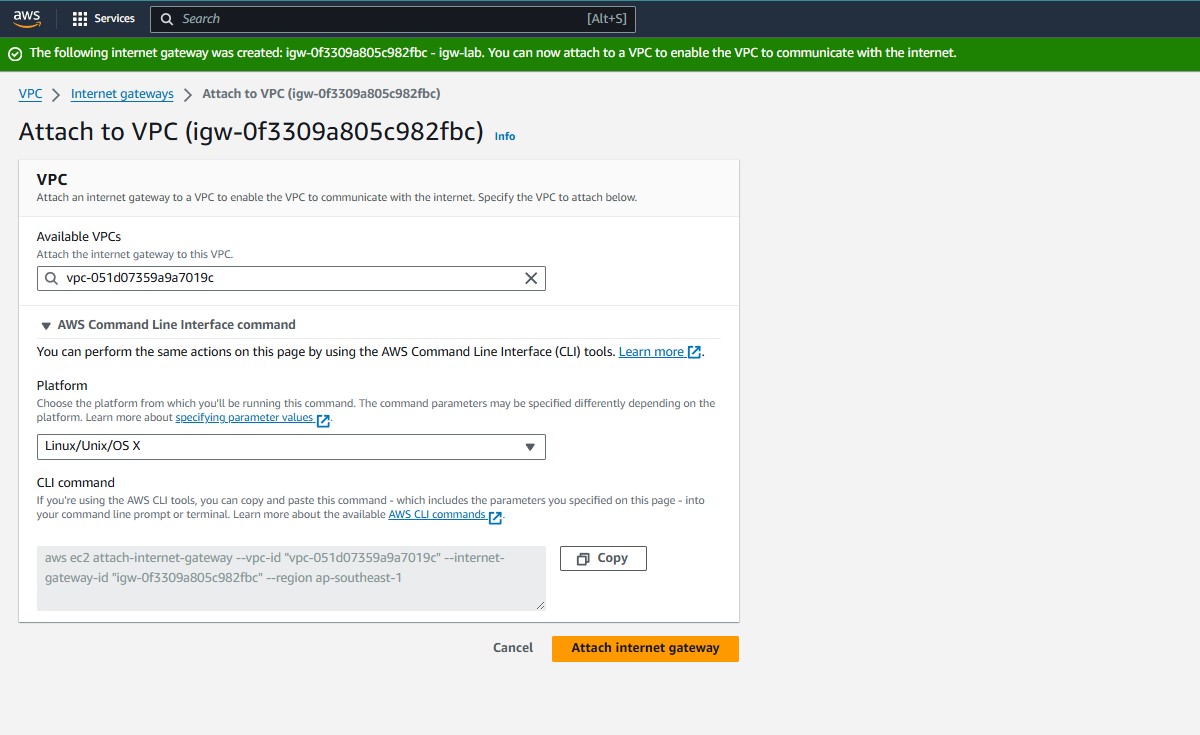 aws
Services
Search
[Alt+S]
The following internet gateway was created: igw-0f3309a805c982fbc - igw-lab. You can now attach to a VPC to enable the VPC to communicate with the internet.
VPC > Internet gateways > Attach to VPC (igw-0f3309a805c982fbc)
Attach to VPC (igw-0f3309a805c982fbc) Info
VPC
Attach an internet gateway to a VPC to enable the VPC to communicate with the internet. Specify the VPC to attach below.
Available VPCs
Attach the internet gateway to this VPC.
vpc-051d07359a9a7019c
AWS Command Line Interface command
You can perform the same actions on this page by using the AWS Command Line Interface (CLI) tools. Learn more.
Platform
Choose the platform from which you'll be running this command. The command parameters may be specified differently depending on the
platform. Learn more about specifying parameter values.
Linux/Unix/OS X
CLI command
If you're using the AWS CLI tools, you can copy and paste this command - which includes the parameters you specified on this page - into
your command line prompt or terminal. Learn more about the available AWS CLI commands.
aws ec2 attach-internet-gateway --vpc-id "vpc-051d07359a9a7019c" --internet-
gateway-id "igw-0f3309a805c982fbc" --region ap-southeast-1
Copy
Cancel
Attach internet gateway